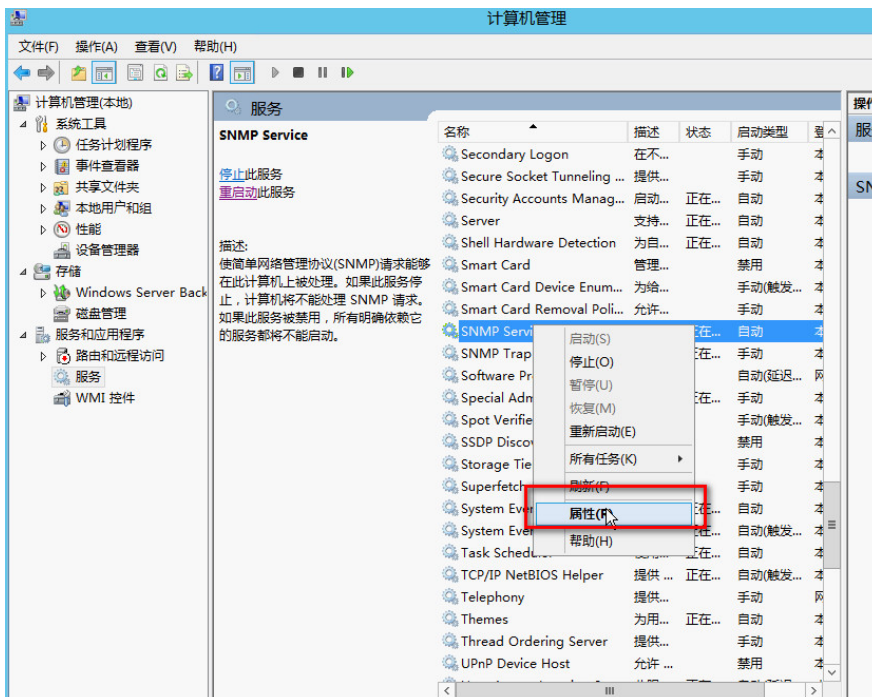 计算机管理
文件(F) 操作(A) 查看(V) 帮助(H)
计算机管理(本地)
系统工具
任务计划程序
事件查看器
共享文件夹
本地用户和组
性能
设备管理器
存储
Windows Server Back
磁盘管理
服务和应用程序
路由和远程访问
服务
WMI 控件
服务
SNMP Service
停止此服务
重启动此服务
描述:
使简单网络管理协议(SNMP)请求能够
在此计算机上被处理。如果此服务停
止，计算机将不能处理 SNMP 请求。
如果此服务被禁用，所有明确依赖它
的服务都将不能启动。
名称 描述 状态 启动类型
Secondary Logon 在不... 手动
Secure Socket Tunneling ... 提供... 手动
Security Accounts Manag... 启动... 正在... 自动
Server 支持... 正在... 自动
Shell Hardware Detection 为自... 正在... 自动
Smart Card 管理... 禁用
Smart Card Device Enum... 为给... 手动(触发...
Smart Card Removal Poli... 允许... 手动
SNMP Servi 正在... 自动
SNMP Trap 正在... 手动
Software Pr 自动(延迟...
Special Adm 正在... 手动
Spot Verifie 手动(触发...
SSDP Disco 禁用
Storage Tie 手动
Superfetch 手动
System Ever 正在... 自动
System Ever 正在... 自动(触发...
Task Schedu 正在... 自动
TCP/IP NetBIOS Helper 提供 ... 正在... 自动(触发...
Telephony 提供... 手动
Themes 为用... 正在... 自动
Thread Ordering Server 提供... 手动
UPnP Device Host 允许 ... 禁用
启动(S)
停止(O)
暂停(U)
恢复(M)
重新启动(E)
所有任务(K)
刷新(F)
属性(R)
帮助(H)
操作
服
SN